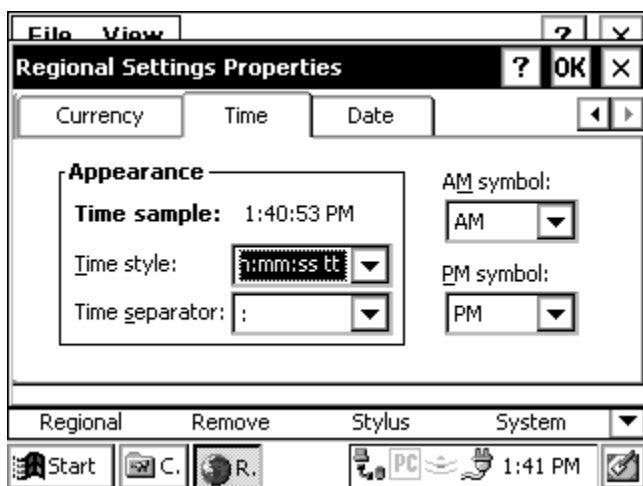 File View ? ×
Regional Settings Properties ? OK ×
Currency Time Date
Appearance
Time sample: 1:40:53 PM
Time style: h:mm:ss tt
Time separator: :
AM symbol:
AM
PM symbol:
PM
Regional Remove Stylus System
Start C. R. PC 1:41 PM